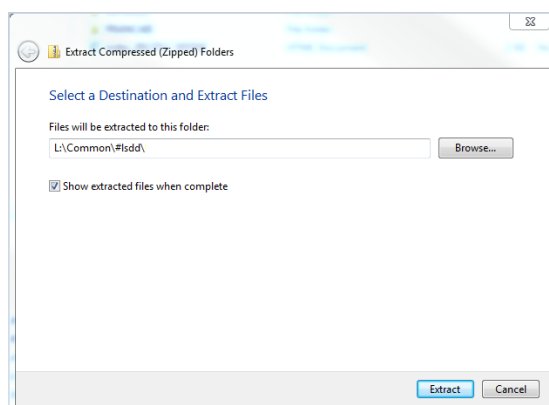 Extract Compressed (Zipped) Folders
Select a Destination and Extract Files
Files will be extracted to this folder:
L:\Common\#lsdd\
Browse...
Show extracted files when complete
Extract
Cancel